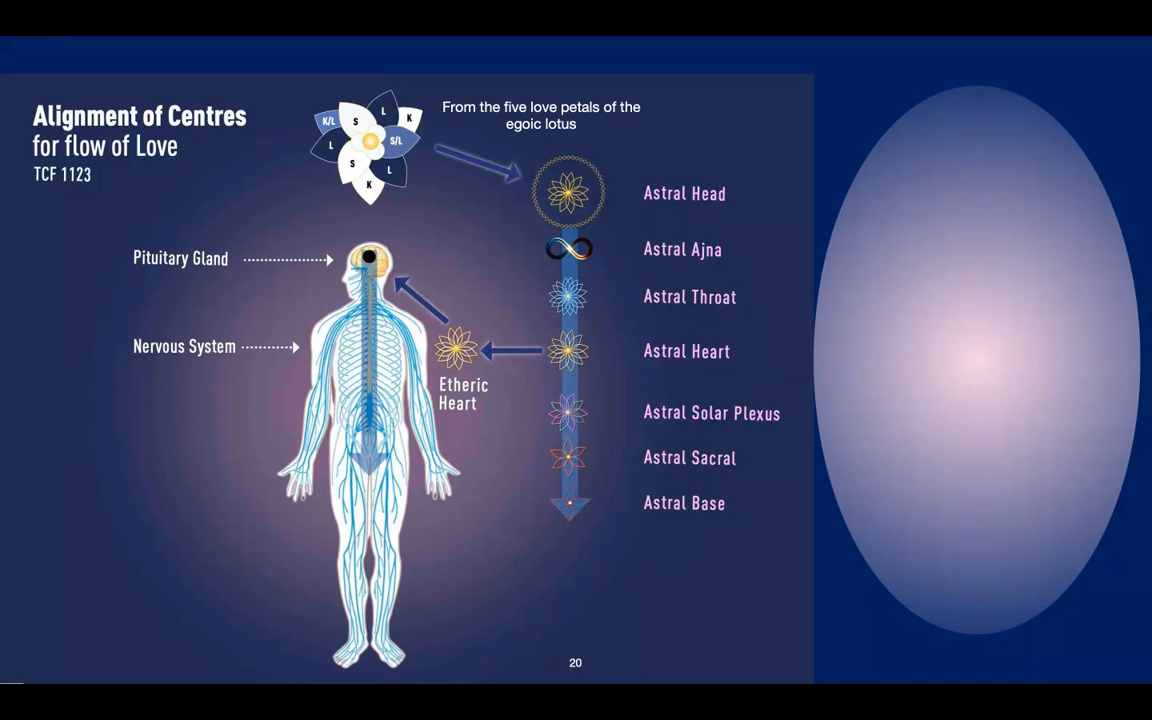 Alignment of Centres
for flow of Love
TCF 1123
From the five love petals of the
egoic lotus
L
K/L
S
K
S/L
L
S
L
K
Astral Head
Astral Ajna
Pituitary Gland
Astral Throat
Nervous System
Astral Heart
Etheric
Heart
Astral Solar Plexus
Astral Sacral
Astral Base
20